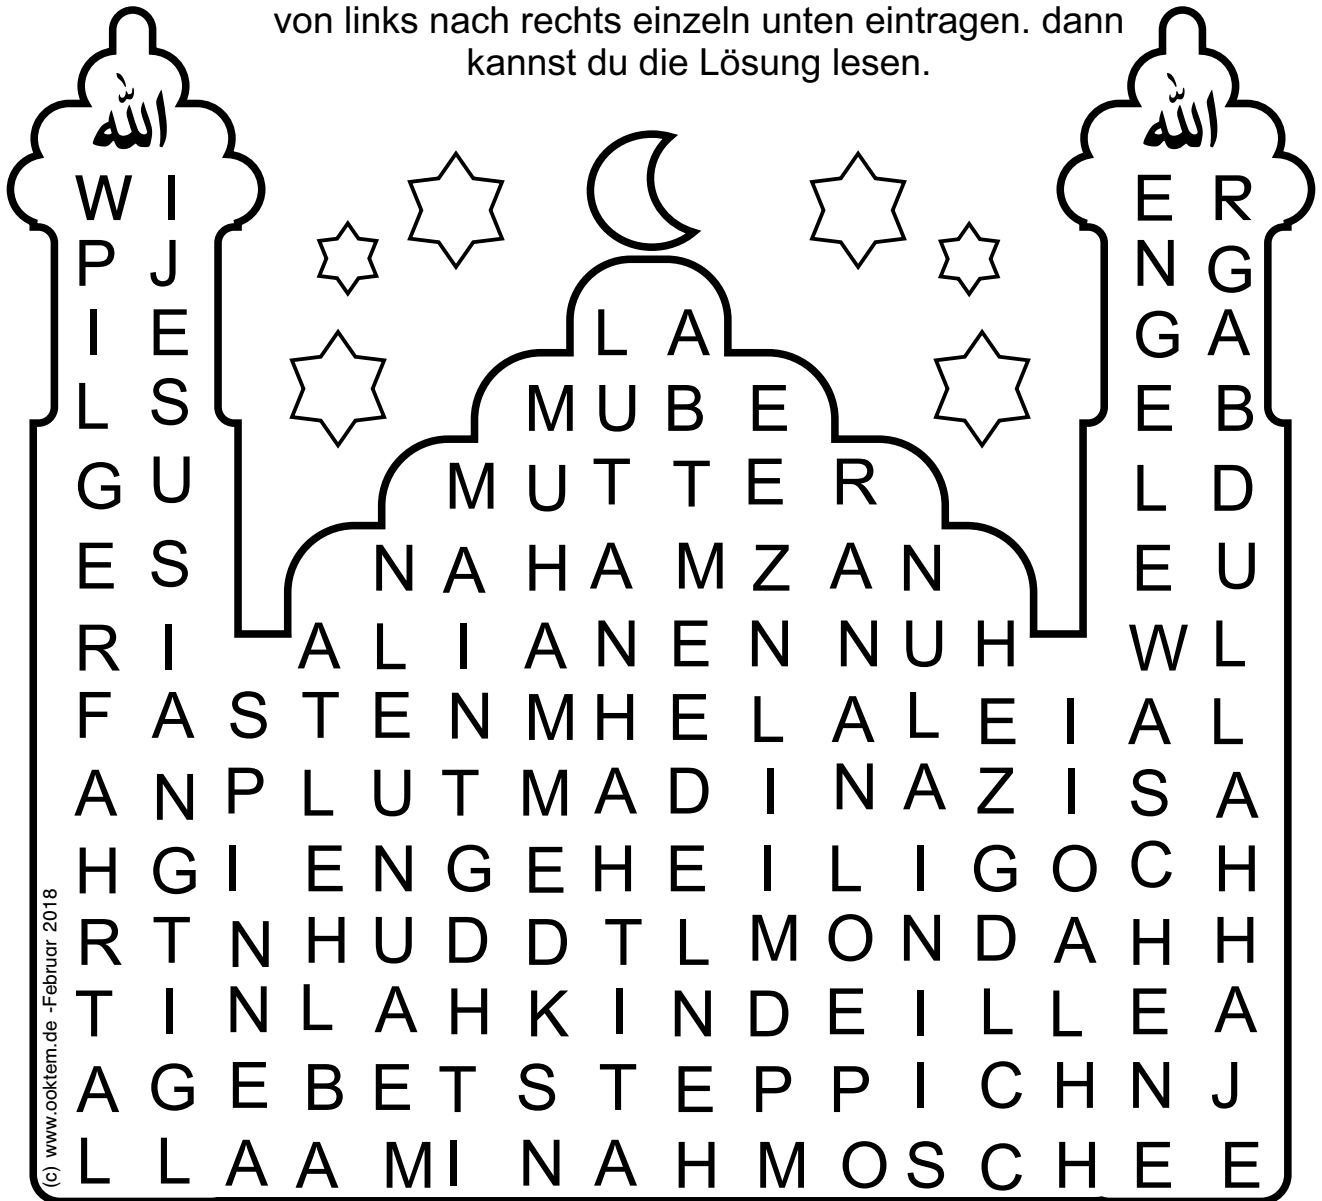 von links nach rechts einzeln unten eintragen. dann
kannst du die Lösung lesen.
الله الله
W I E R
P J N G
I E L A G A
L S M U B E E B
G U M U T T E R L D
E S N A H A M Z A N E U
R I A L I A N E N N U H W L
F A S T E N M H E L A L E I A L
A N P L U T M A D I N A Z I S A
H G I E N G E H E I L I G O C H
R T N H U D D T L M O N D A H H
T I N L A H K I N D E I L L E A
A G E B E T S T E P P I C H N J
L L A A M I N A H M O S C H E E
(c) www.ooktem.de -Februar 2018